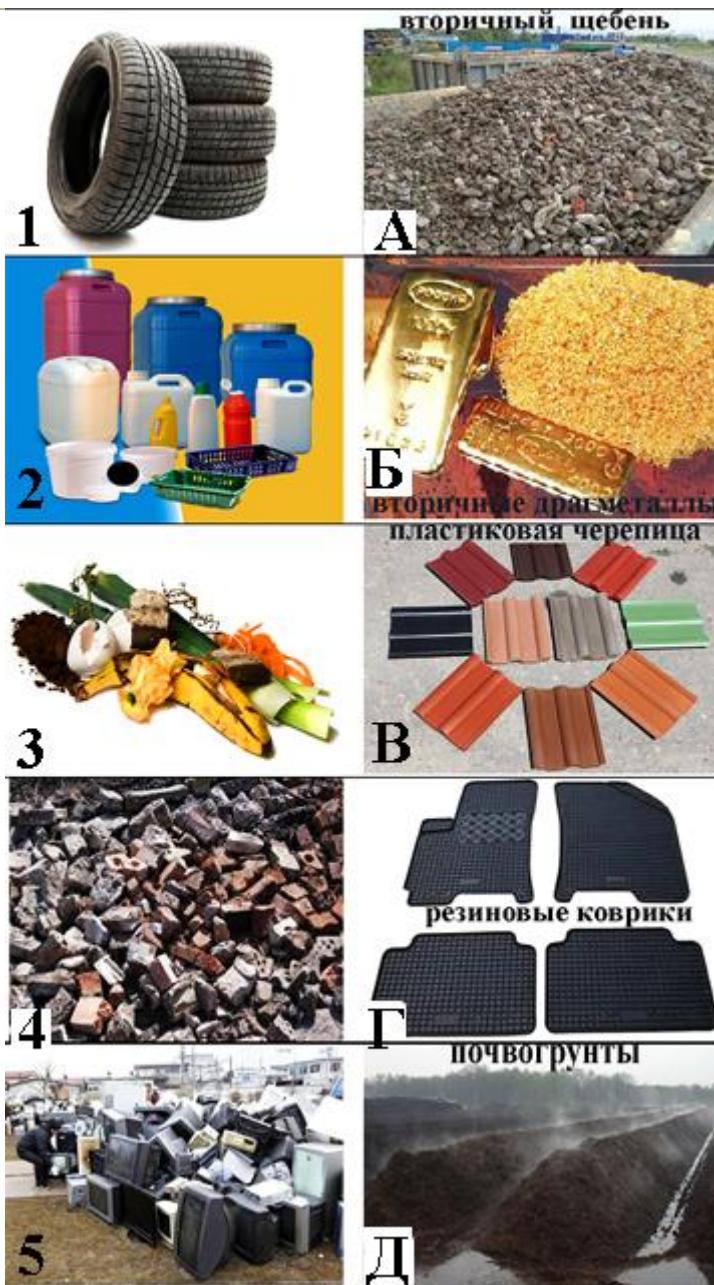 вторичный щебень
1
А
2
Б
вторичные драгметаллы
пластиковая черепица
3
В
4
резиновые коврики
Г
почвогрунты
5
Д